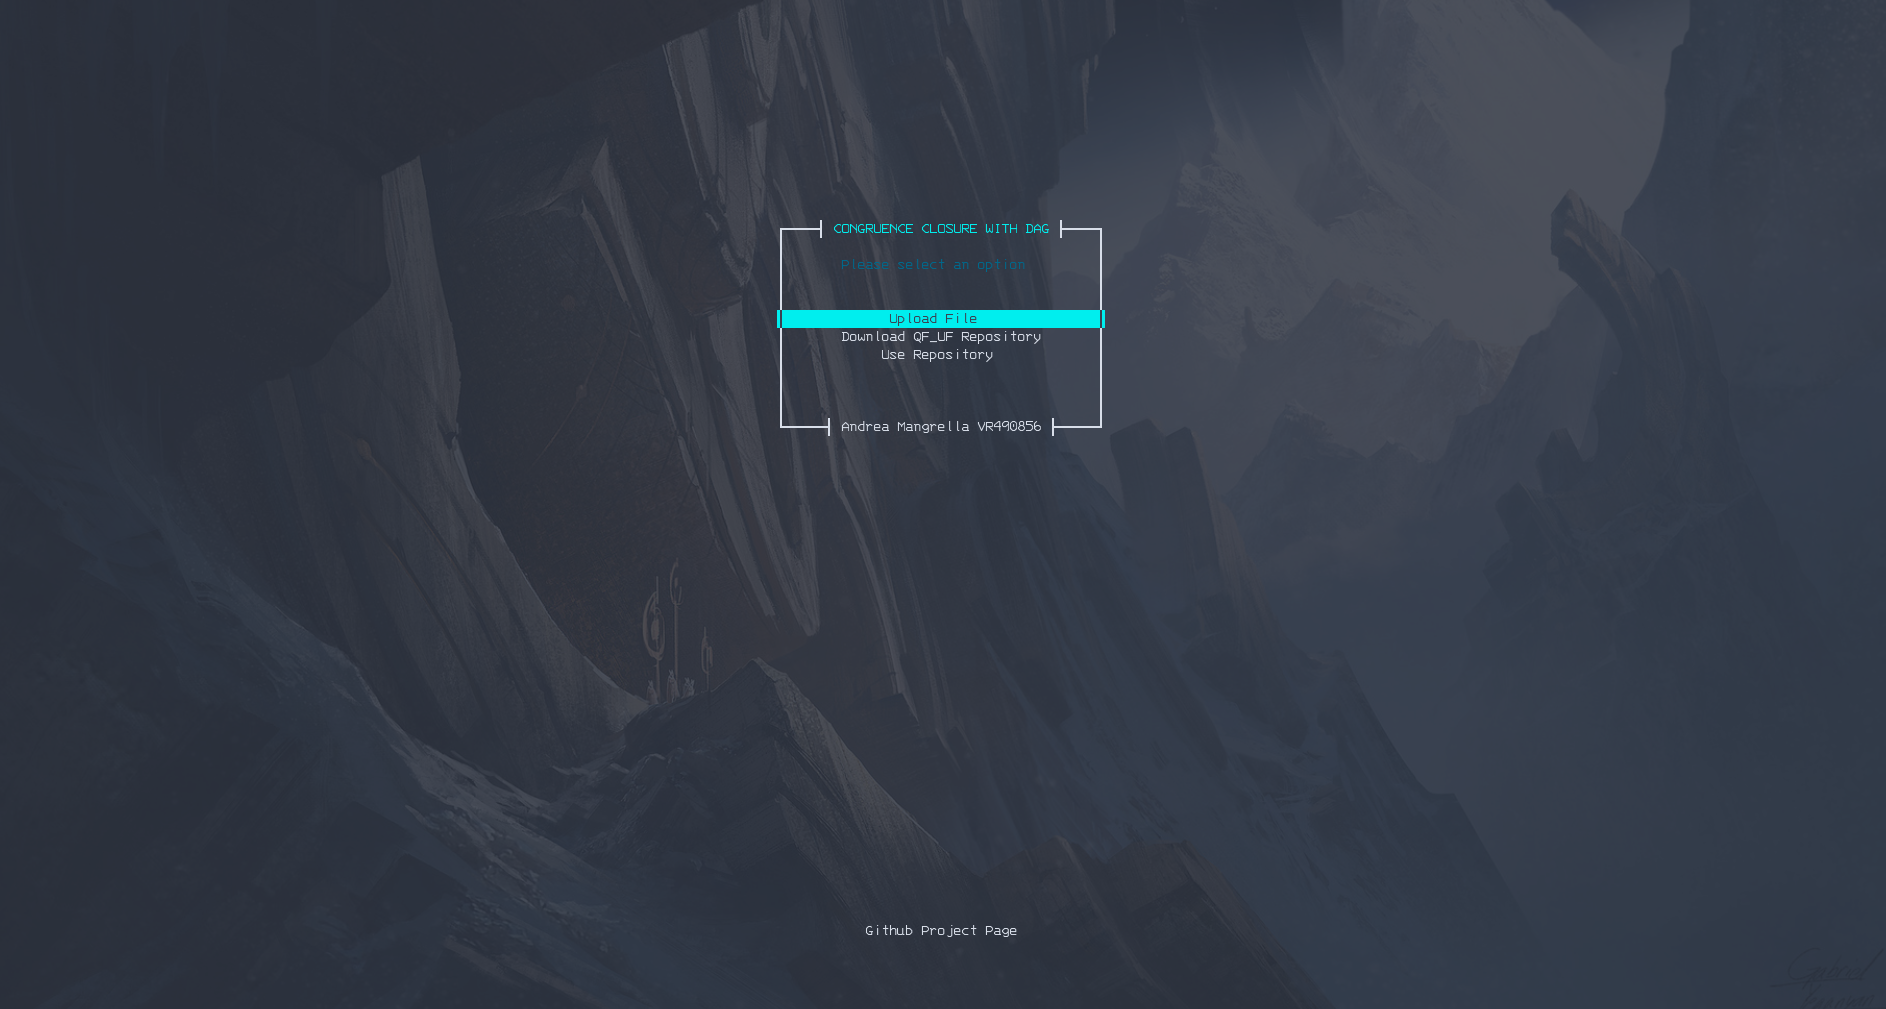 CONGRUENCE CLOSURE WITH DAG
Please select an option
Upload File
Download QF_UF Repository
Use Repository
Andrea Mangrella VR490856
Github Project Page